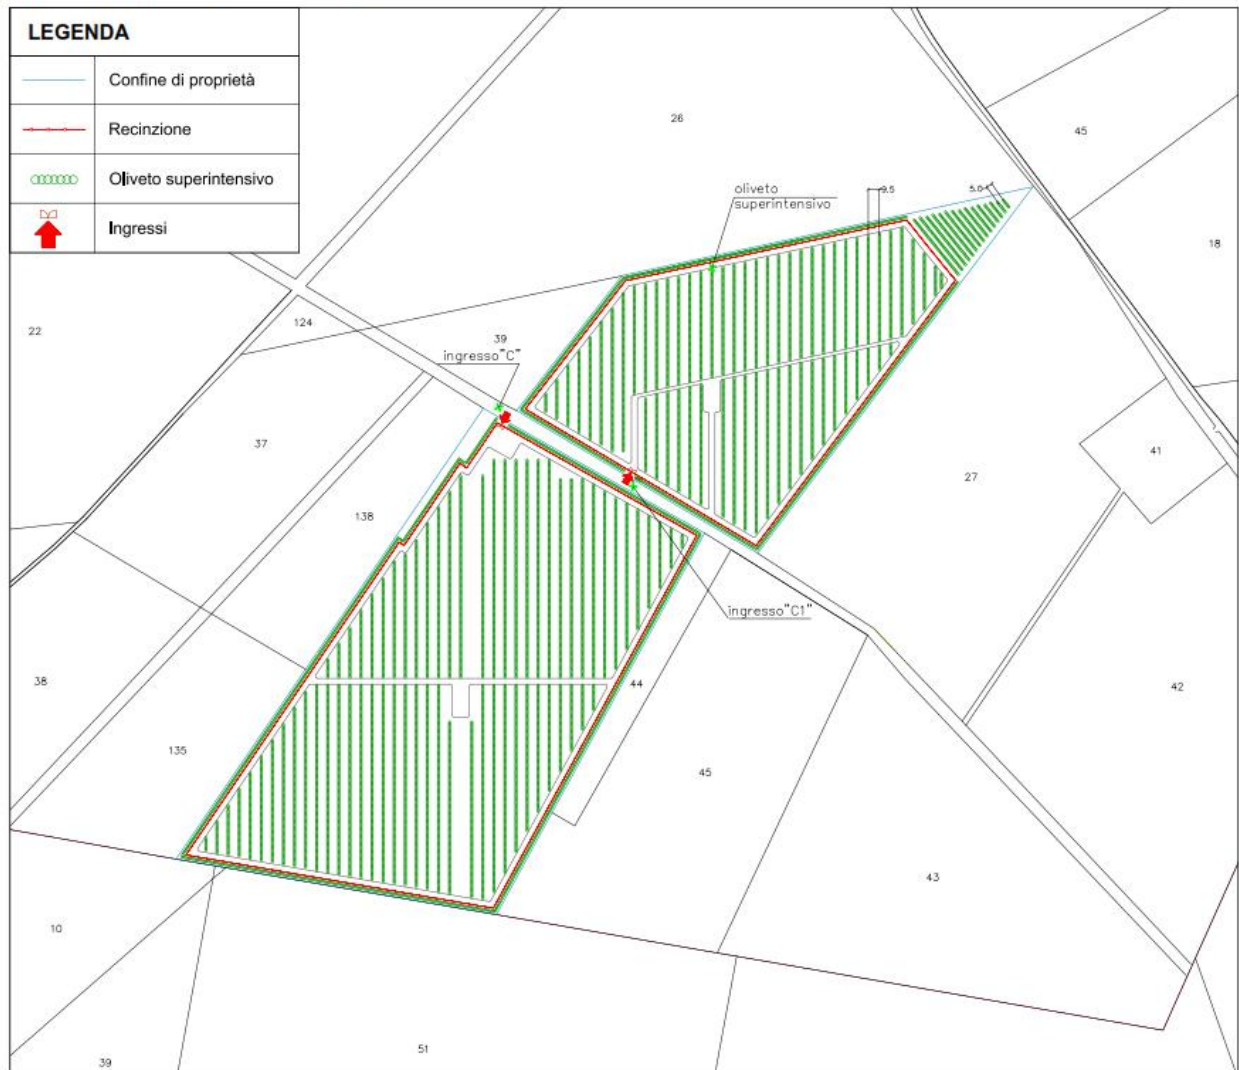 LEGENDA
Confine di proprietà
Recinzione
Oliveto superintensivo
Ingressi
26
45
oliveto
superintensivo
9.5
5.0
18
22
124
39
ingresso"C"
37
41
27
138
ingresso"C1"
38
44
42
135
45
43
10
51
39